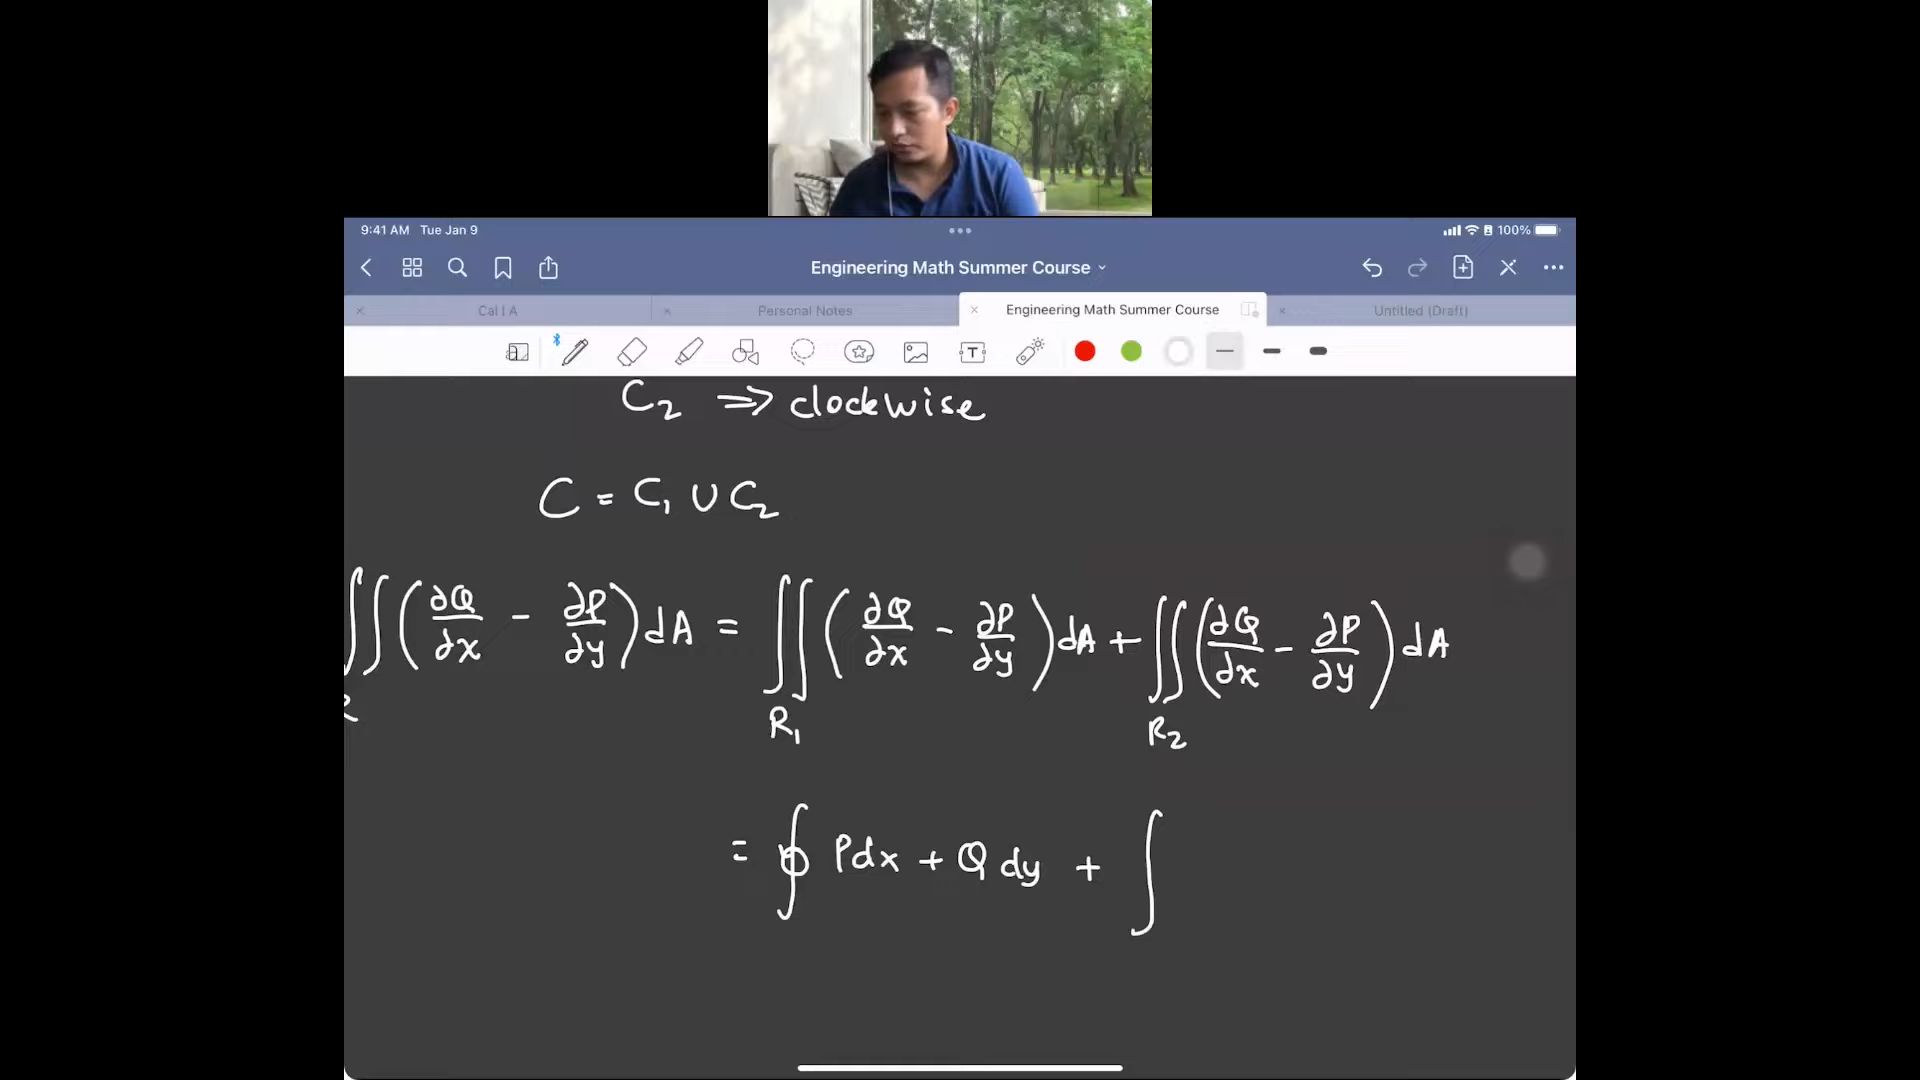 9:41 AM Tue Jan 9
100%
Engineering Math Summer Course
Cal I A
Personal Notes
Engineering Math Summer Course
Untitled (Draft)
C₂ ⇒ clockwise
C = C₁ ∪ C₂
∬ (∂Q/∂x - ∂P/∂y) dA = ∬ (∂Q/∂x - ∂P/∂y) dA + ∬ (∂Q/∂x - ∂P/∂y) dA
R R₁ R₂
= ∮ Pdx + Q dy + ∫